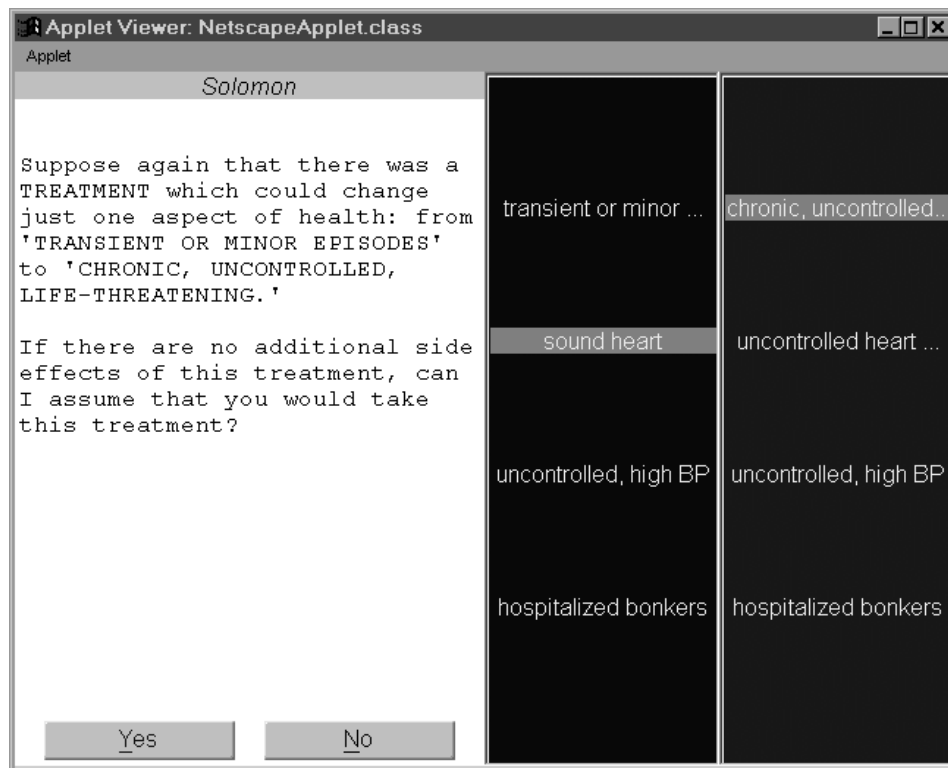 Applet Viewer: NetscapeApplet.class
Applet
Solomon
Suppose again that there was a
TREATMENT which could change
just one aspect of health: from
'TRANSIENT OR MINOR EPISODES'
to 'CHRONIC, UNCONTROLLED,
LIFE-THREATENING.'
If there are no additional side
effects of this treatment, can
I assume that you would take
this treatment?
Yes
No
transient or minor ...
sound heart
uncontrolled, high BP
hospitalized bonkers
chronic, uncontrolled..
uncontrolled heart ...
uncontrolled, high BP
hospitalized bonkers